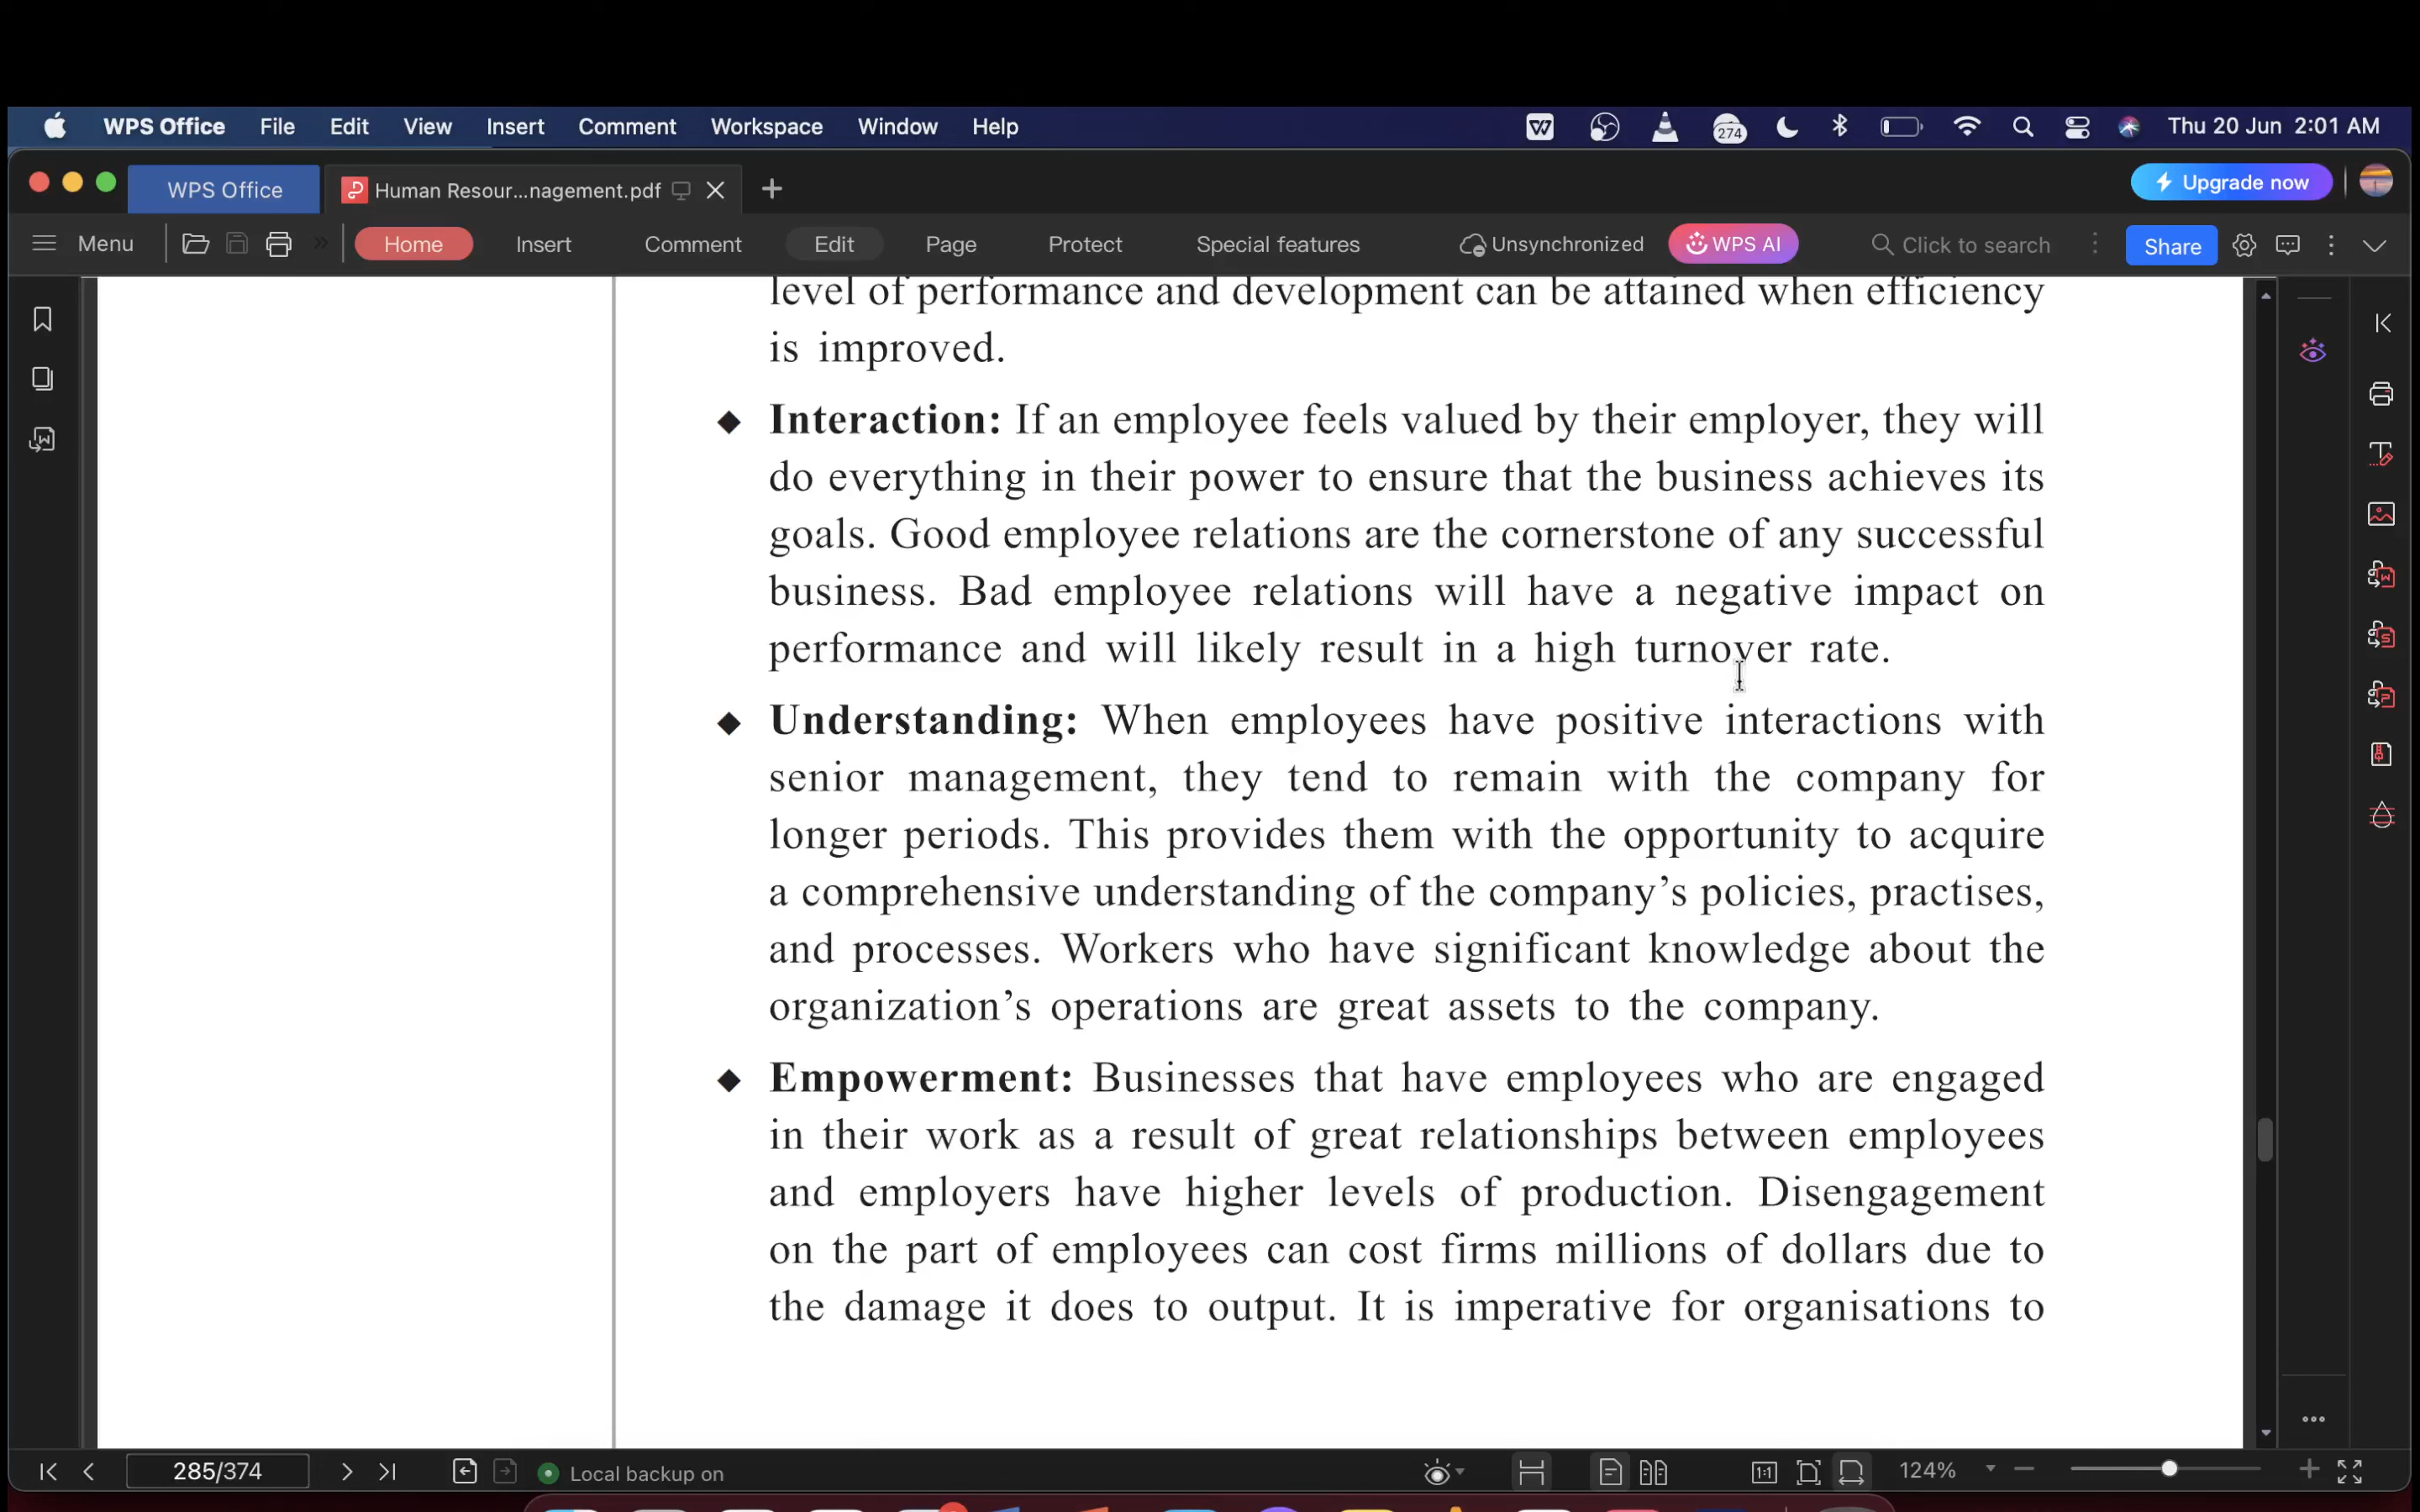 WPS Office File Edit View Insert Comment Workspace Window Help 274 Thu 20 Jun 2:01 AM
WPS Office Human Resour...nagement.pdf Upgrade now
Menu Home Insert Comment Edit Page Protect Special features Unsynchronized WPS AI Click to search Share
level of performance and development can be attained when efficiency
is improved.
◆ Interaction: If an employee feels valued by their employer, they will
do everything in their power to ensure that the business achieves its
goals. Good employee relations are the cornerstone of any successful
business. Bad employee relations will have a negative impact on
performance and will likely result in a high turnover rate.
◆ Understanding: When employees have positive interactions with
senior management, they tend to remain with the company for
longer periods. This provides them with the opportunity to acquire
a comprehensive understanding of the company's policies, practises,
and processes. Workers who have significant knowledge about the
organization's operations are great assets to the company.
◆ Empowerment: Businesses that have employees who are engaged
in their work as a result of great relationships between employees
and employers have higher levels of production. Disengagement
on the part of employees can cost firms millions of dollars due to
the damage it does to output. It is imperative for organisations to
285/374 Local backup on 1:1 124%